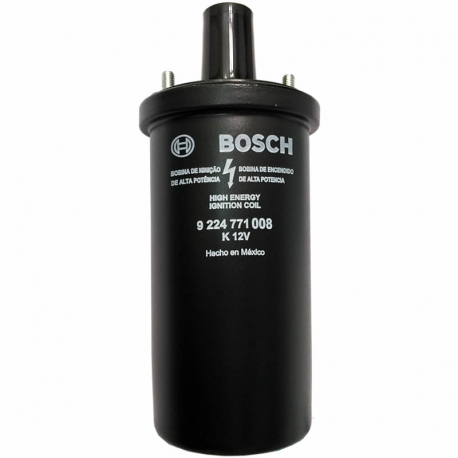 BOSCH
BOBINA DE IGNIÇÃO
DE ALTA POTÊNCIA
BOBINA DE ENCENDIDO
DE ALTA POTENCIA
HIGH ENERGY
IGNITION COIL
9 224 771 008
K 12V
Hecho en México